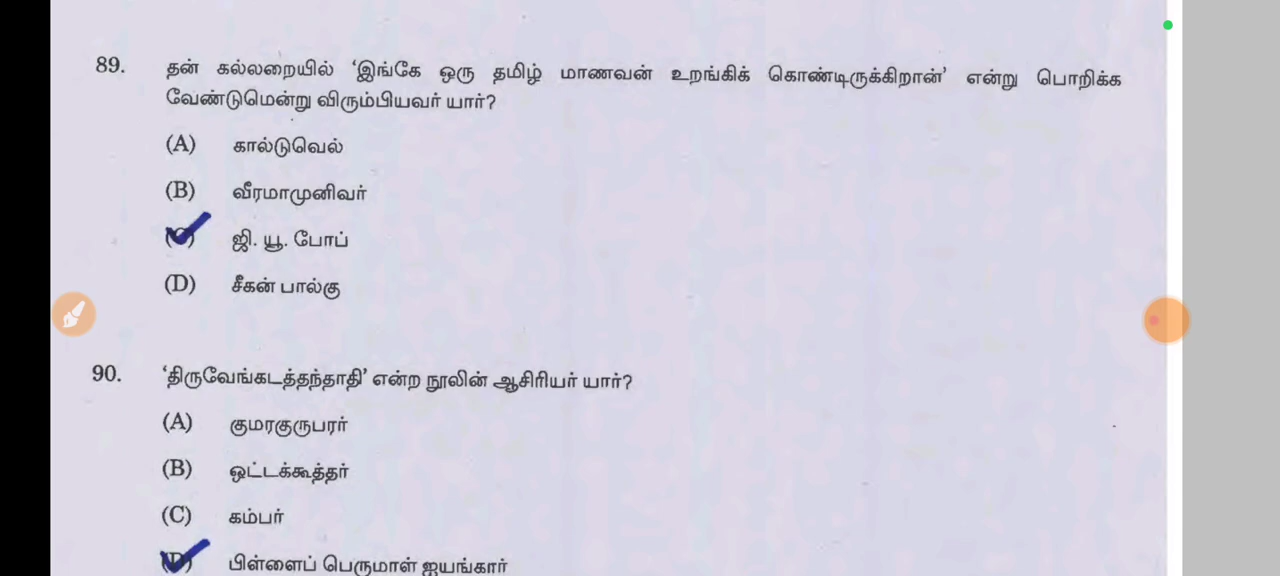 89. தன் கல்லறையில் ‘இங்கே ஒரு தமிழ் மாணவன் உறங்கிக் கொண்டிருக்கிறான்’ என்று பொறிக்க
வேண்டுமென்று விரும்பியவர் யார்?
(A) கால்டுவெல்
(B) வீரமாமுனிவர்
(C) ஜி. யூ. போப்
(D) சீகன் பால்கு
90. ‘திருவேங்கடத்தந்தாதி’ என்ற நூலின் ஆசிரியர் யார்?
(A) குமரகுருபரர்
(B) ஒட்டக்கூத்தர்
(C) கம்பர்
(D) பிள்ளைப் பெருமாள் ஐயங்கார்